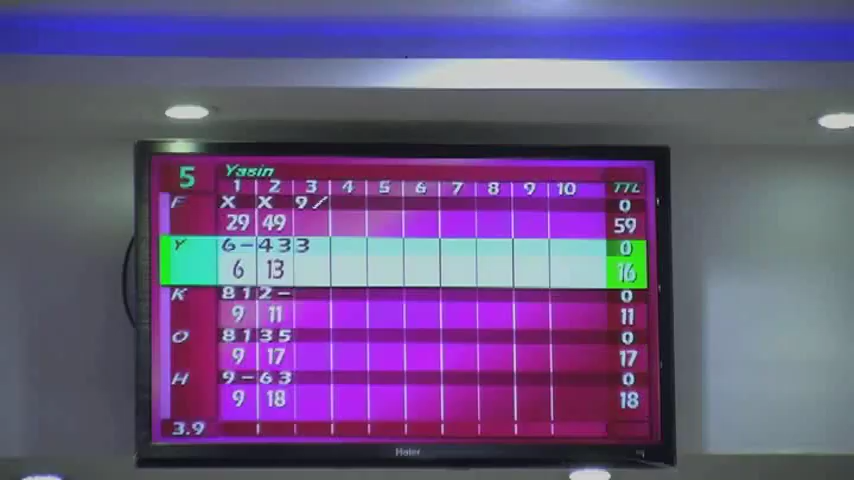 5 Yasin
1 2 3 4 5 6 7 8 9 10 TTL
F X X 9 / 0
29 49 59
Y 6 - 4 3 3 0
6 13 16
K 8 1 2 - 0
9 11 11
O 8 1 3 5 0
9 17 17
H 9 - 6 3 0
9 18 18
3.9
Haier